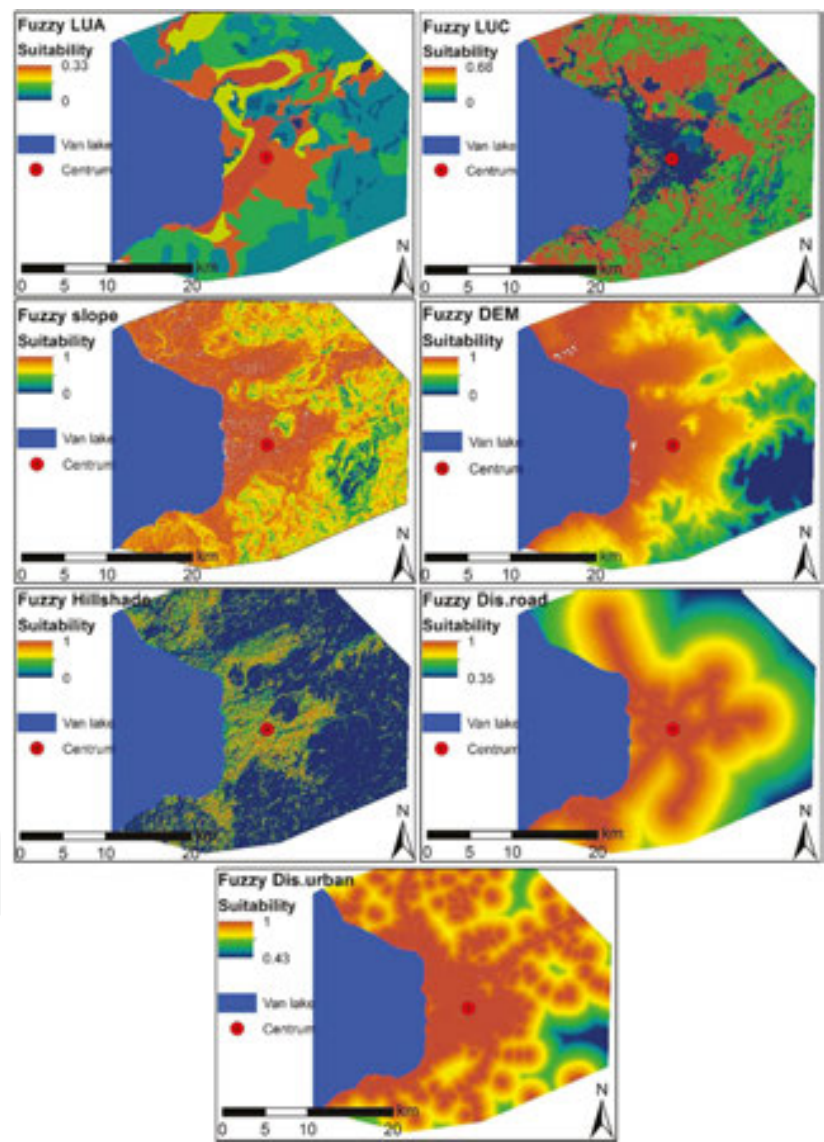 Fuzzy LUA
Suitability
0.33
0
Van lake
Centrum
N
km
0 5 10 20
Fuzzy LUC
Suitability
0.68
0
Van lake
Centrum
N
km
0 5 10 20
Fuzzy slope
Suitability
1
0
Van lake
Centrum
N
km
0 5 10 20
Fuzzy DEM
Suitability
1
0
Van lake
Centrum
N
km
0 5 10 20
Fuzzy Hillshade
Suitability
1
0
Van lake
Centrum
N
km
0 5 10 20
Fuzzy Dis.road
Suitability
1
0.35
Van lake
Centrum
N
km
0 5 10 20
Fuzzy Dis.urban
Suitability
1
0.43
Van lake
Centrum
N
km
0 5 10 20